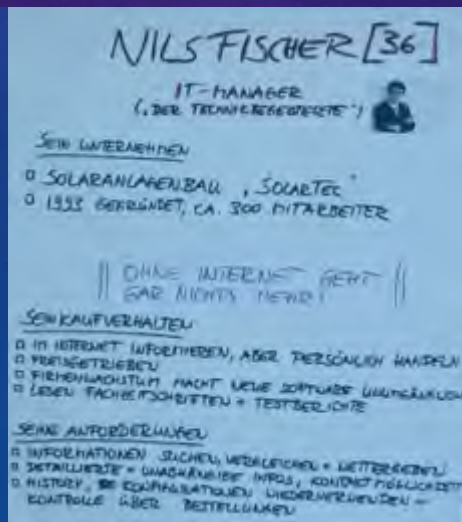 NILS FISCHER [36]
IT-MANAGER
(„DER TECHNIKBEGEISTERTE")
SEIN UNTERNEHMEN
SOLARANLAGENBAU „SOLARTEC"
1993 GEGRÜNDET, CA. 300 MITARBEITER
OHNE INTERNET GEHT
GAR NICHTS MEHR!
SEIN KAUFVERHALTEN
IM INTERNET INFORMIEREN, ABER PERSÖNLICH HANDELN
PREISGETRIEBEN
FIRMENWACHSTUM MACHT NEUE SOFTWARE UNUMGÄNGLICH
LESEN FACHZEITSCHRIFTEN + TESTBERICHTE
SEINE ANFORDERUNGEN
INFORMATIONEN SUCHEN, VERGLEICHEN + WEITERGEBEN
DETAILLIERTE + UNABHÄNGIGE INFOS, KONTAKTMÖGLICHKEIT
HISTORY, KONFIGURATIONEN WIEDERVERWENDEN –
KONTROLLE ÜBER BESTELLUNGEN